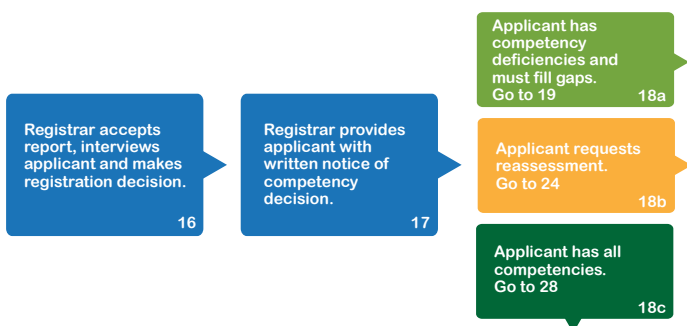 Registrar accepts
report, interviews
applicant and makes
registration decision.
16
Registrar provides
applicant with
written notice of
competency
decision.
17
Applicant has
competency
deficiencies and
must fill gaps.
Go to 19
18a
Applicant requests
reassessment.
Go to 24
18b
Applicant has all
competencies.
Go to 28
18c